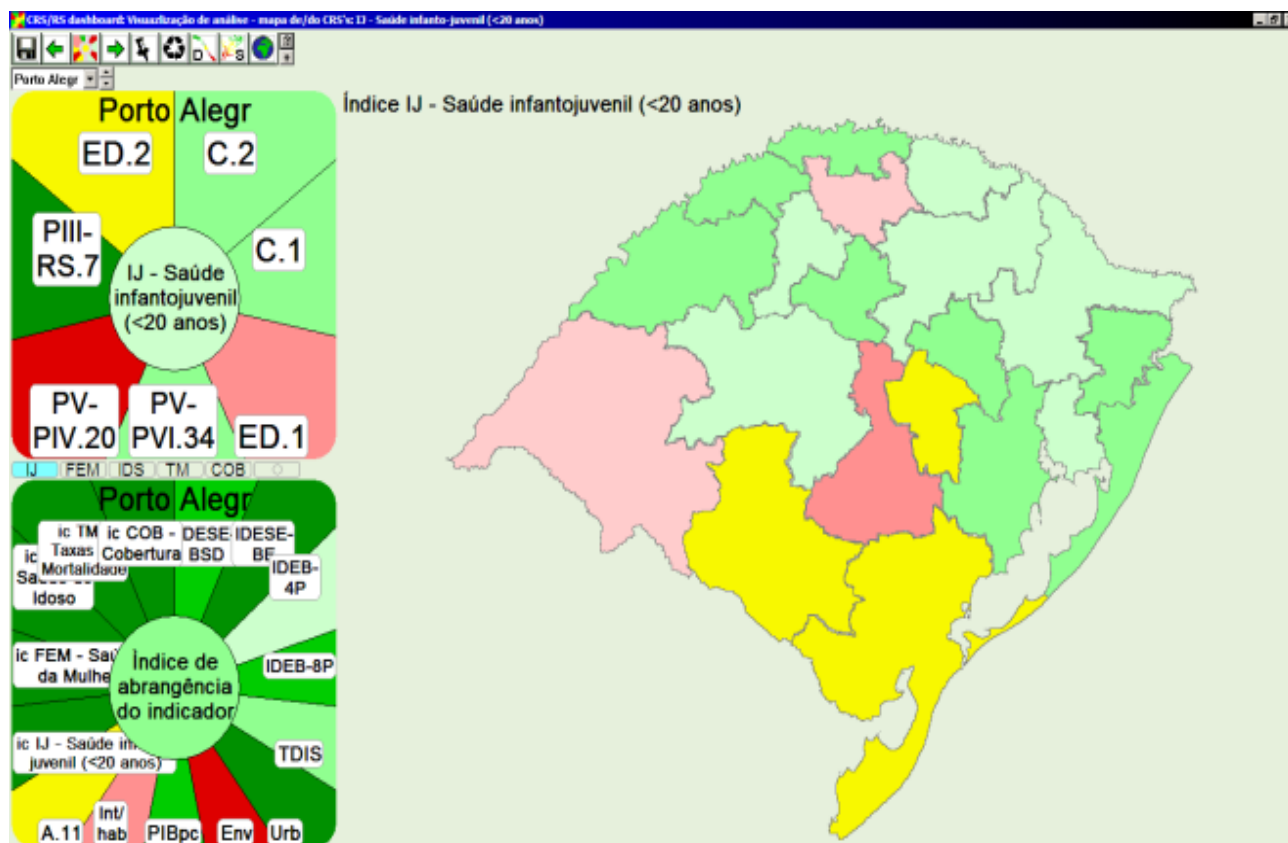 CRS/RS dashboard: Visuazlização de análise - mapa de/do CRS's: IJ - Saúde infanto-juvenil (<20 anos)
D
S
Porto Alegr
Porto Alegr
ED.2
C.2
PIII-
RS.7
C.1
IJ - Saúde
infantojuvenil
(<20 anos)
PV-
PIV.20
PV-
PVI.34
ED.1
IJ
FEM
IDS
TM
COB
Porto Alegr
ic TM
Taxas
Mortalidade
ic COB -
Cobertura
DESE-
BSD
IDESE-
BE
IDEB-
4P
ic
Idoso
ic FEM - Saú
da Mulhe
Ìndice de
abrangência
do indicador
IDEB-8P
ic IJ - Saúde in
juvenil (<20 anos)
TDIS
A.11
Int/
hab
PIBpc
Env
Urb
Índice IJ - Saúde infantojuvenil (<20 anos)